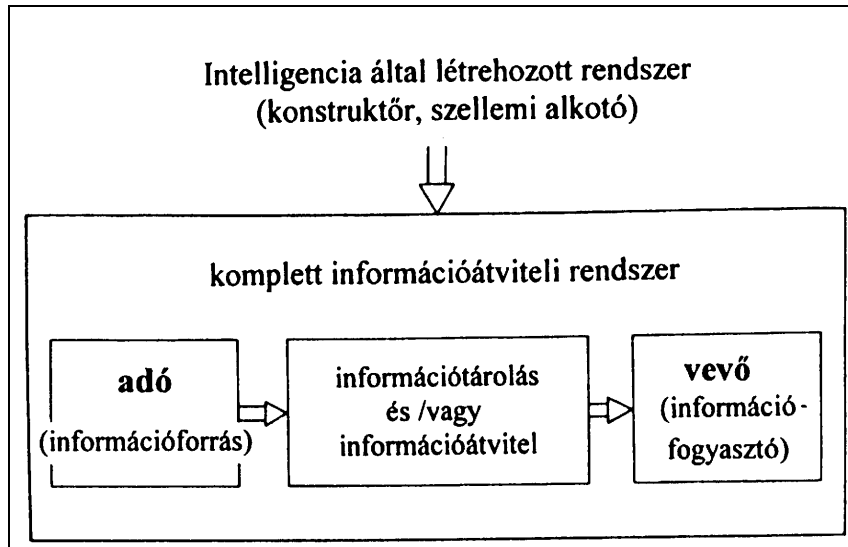 Intelligencia által létrehozott rendszer
(konstruktőr, szellemi alkotó)
komplett információátviteli rendszer
adó
(információforrás)
információtárolás
és /vagy
információátvitel
vevő
(információ-
fogyasztó)